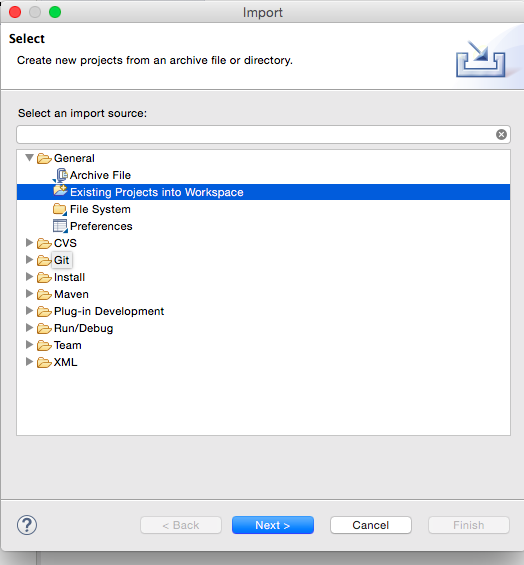 Import
Select
Create new projects from an archive file or directory.
Select an import source:
General
Archive File
Existing Projects into Workspace
File System
Preferences
CVS
Git
Install
Maven
Plug-in Development
Run/Debug
Team
XML
? < Back Next > Cancel Finish